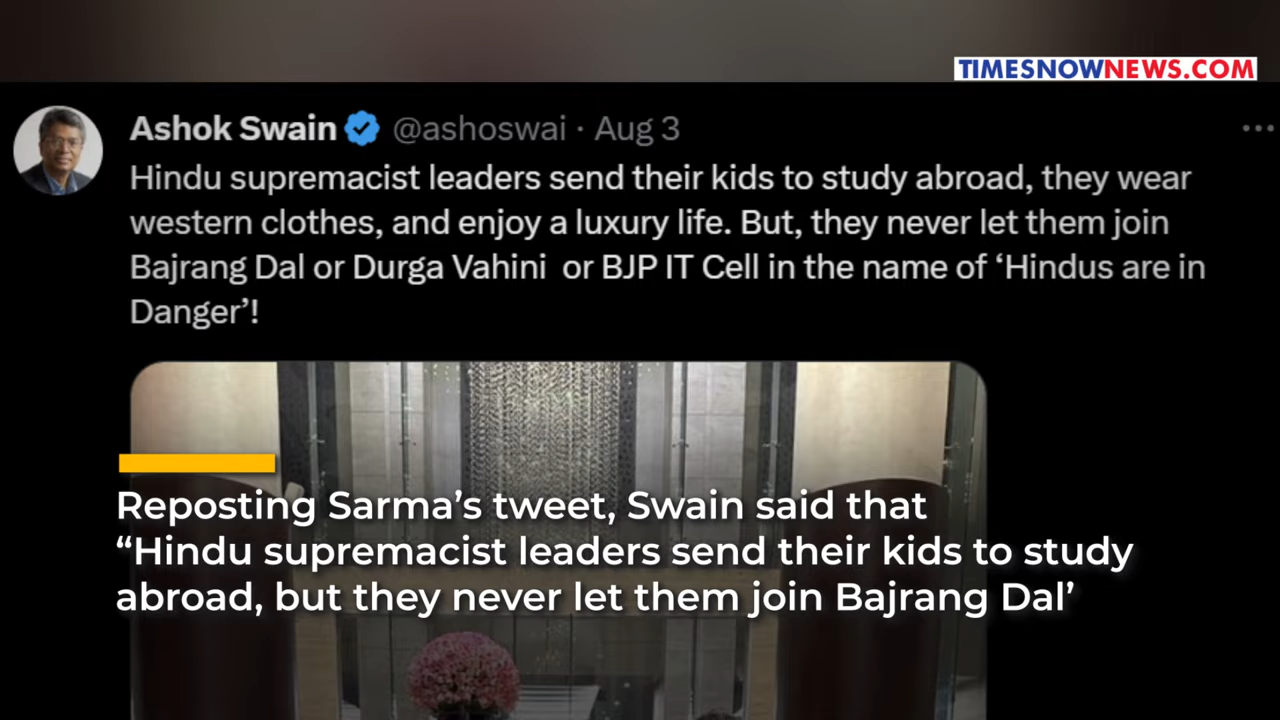 TIMESNOWNEWS.COM
Ashok Swain @ashoswai · Aug 3
Hindu supremacist leaders send their kids to study abroad, they wear
western clothes, and enjoy a luxury life. But, they never let them join
Bajrang Dal or Durga Vahini  or BJP IT Cell in the name of ‘Hindus are in
Danger’!
Reposting Sarma’s tweet, Swain said that
“Hindu supremacist leaders send their kids to study
abroad, but they never let them join Bajrang Dal’